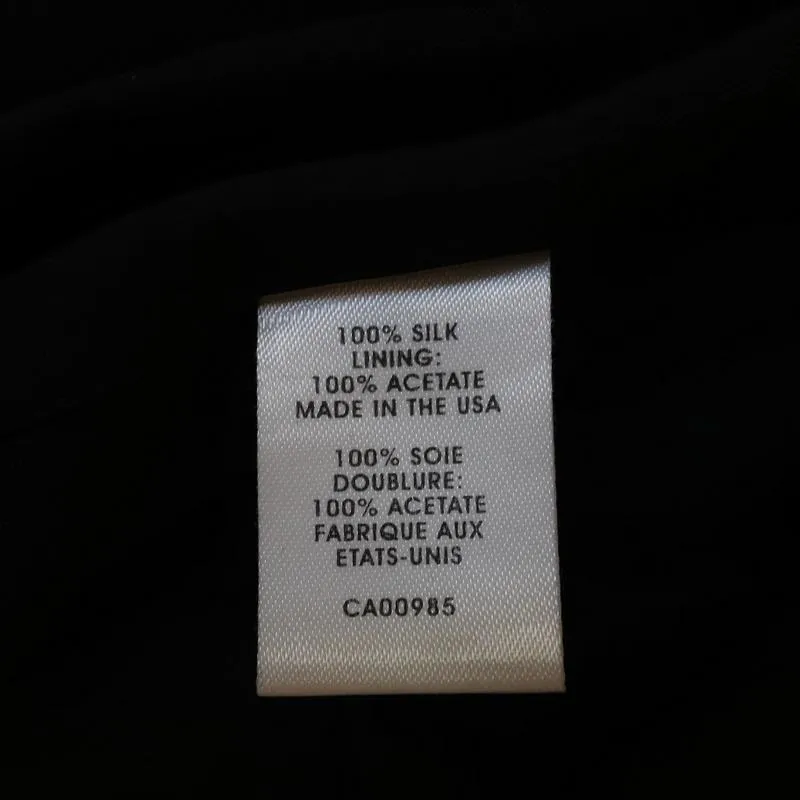 100% SILK
LINING:
100% ACETATE
MADE IN THE USA
100% SOIE
DOUBLURE:
100% ACETATE
FABRIQUE AUX
ETATS-UNIS
CA00985